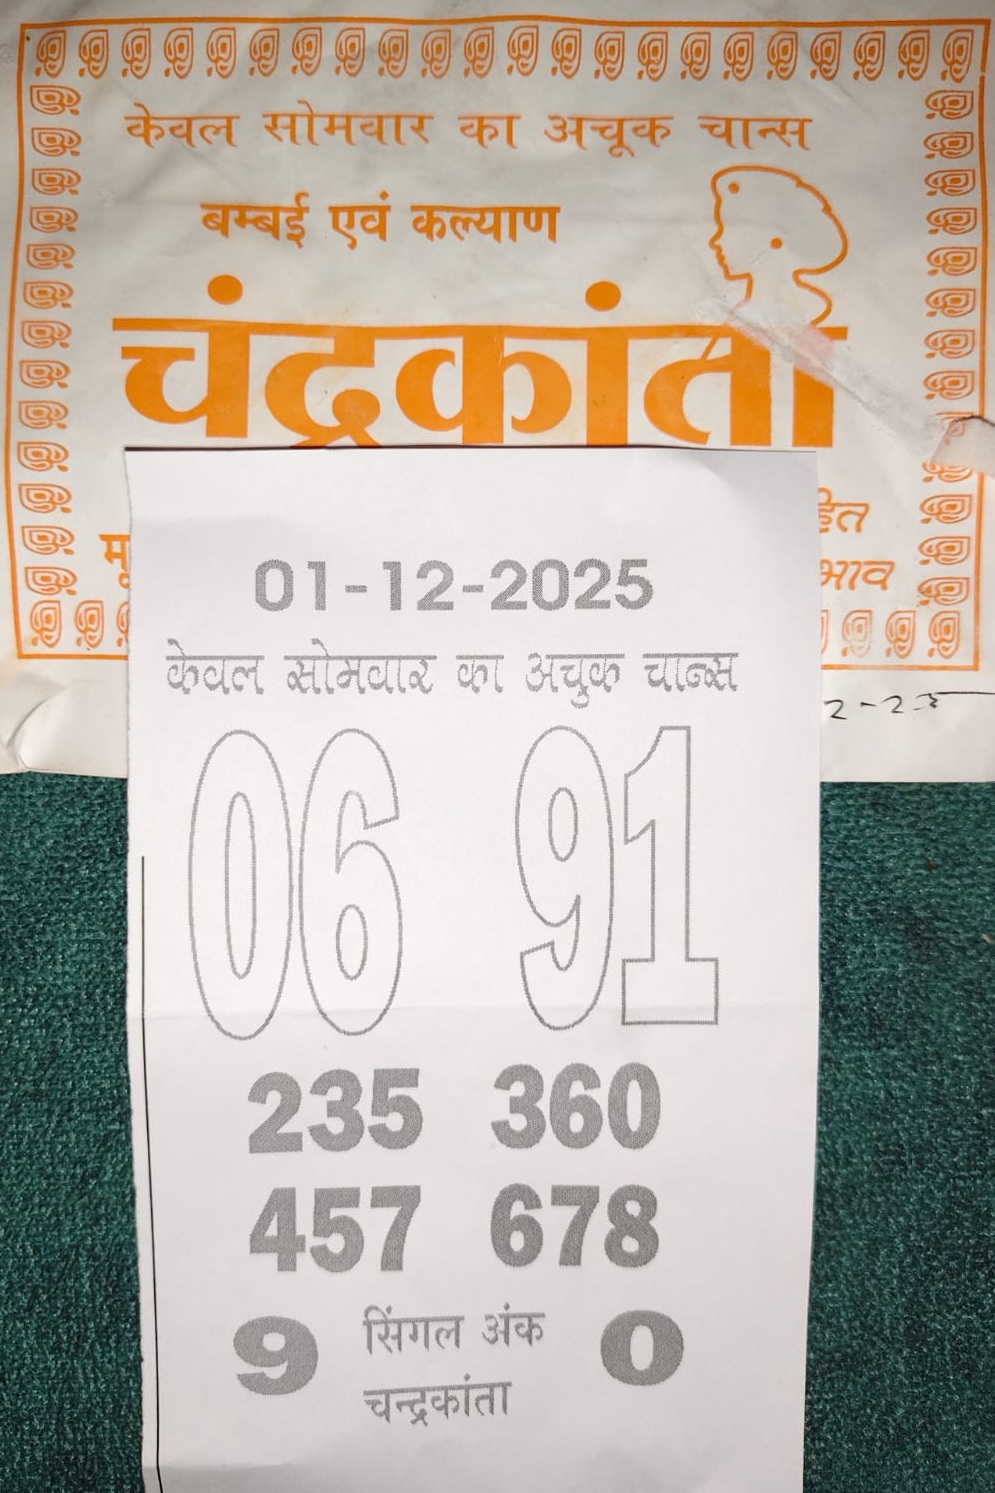 केवल सोमवार का अचूक चान्स
बम्बई एवं कल्याण
चंद्रकांता
01-12-2025
केवल सोमवार का अचुक चान्स
06 91
235 360
457 678
9 सिंगल अंक 0
चन्द्रकांता